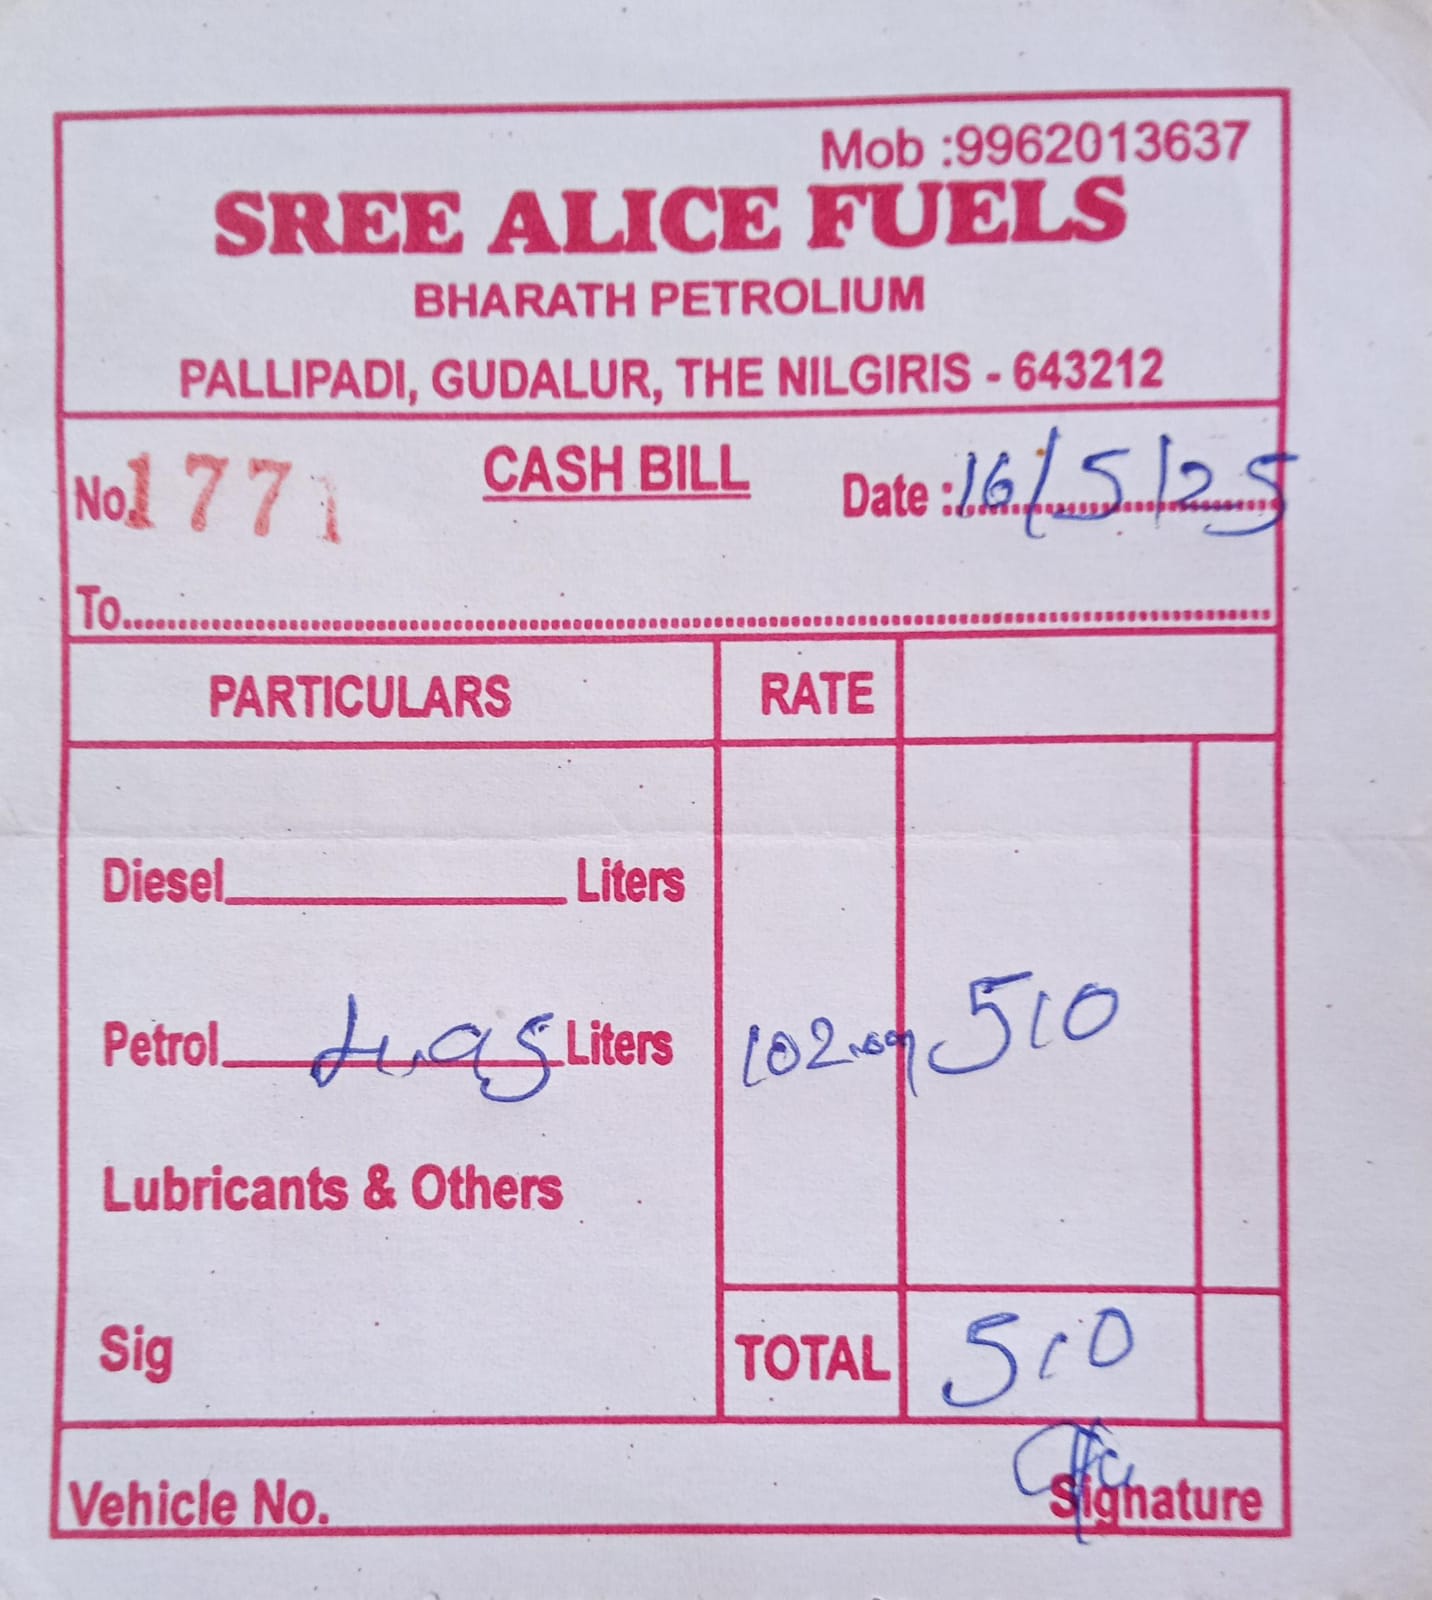 Mob :9962013637
SREE ALICE FUELS
BHARATH PETROLIUM
PALLIPADI, GUDALUR, THE NILGIRIS - 643212
No. 1771 CASH BILL Date : 16/5/25
To
PARTICULARS RATE
Diesel Liters
Petrol 4.95 Liters 510
Lubricants & Others
Sig TOTAL 510
Vehicle No. Signature